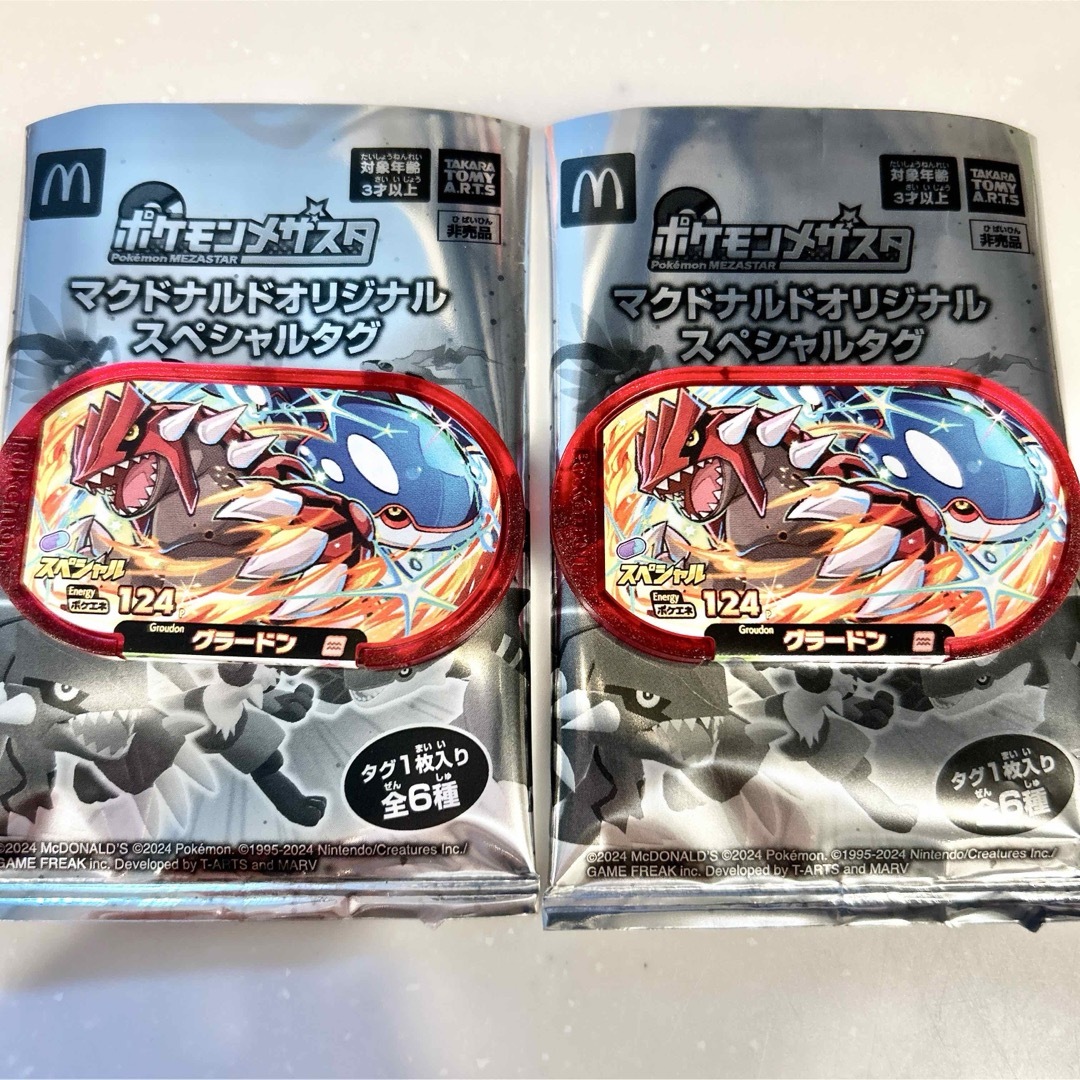 たいしょうねんれい
対象年齢
さい いじょう
3才以上
TAKARA
TOMY
A.R.T.S
ひばいひん
非売品
ポケモンメザスタ
Pokémon MEZASTAR
マクドナルドオリジナル
スペシャルタグ
スペシャル
Energy
ポケエネ
124
Groudon
グラードン
まい い
タグ1枚入り
ぜん しゅ
全6種
©2024 McDONALD'S ©2024 Pokémon. ©1995-2024 Nintendo/Creatures Inc./
GAME FREAK inc. Developed by T-ARTS and MARV
たいしょうねんれい
対象年齢
さい いじょう
3才以上
TAKARA
TOMY
A.R.T.S
ひばいひん
非売品
ポケモンメザスタ
Pokémon MEZASTAR
マクドナルドオリジナル
スペシャルタグ
スペシャル
Energy
ポケエネ
124
Groudon
グラードン
まい い
タグ1枚入り
ぜん しゅ
全6種
©2024 McDONALD'S ©2024 Pokémon. ©1995-2024 Nintendo/Creatures Inc./
GAME FREAK inc. Developed by T-ARTS and MARV